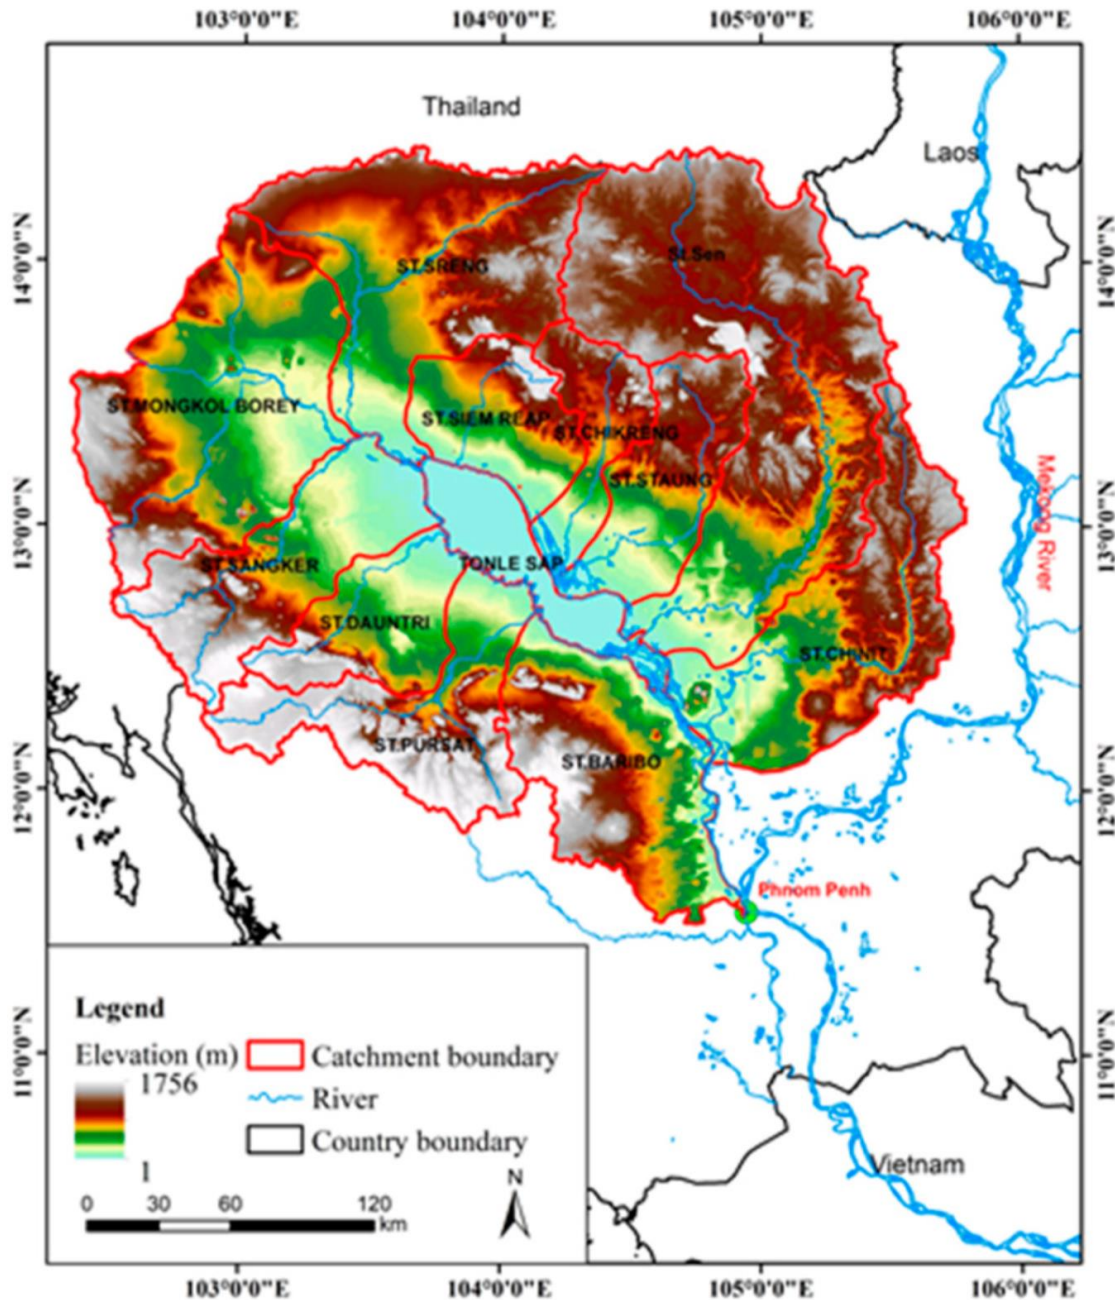 103°0'0"E 104°0'0"E 105°0'0"E 106°0'0"E
Thailand
Laos
14°0'0"N
14°0'0"N
ST.SRENG
St.Sen
ST.MONGKOL BOREY
ST.SIEM REAP
ST.CHIKRENG
ST.STAUNG
13°0'0"N
13°0'0"N
Mekong River
ST.SANGKER
TONLE SAP
ST.DAUNTRI
ST.CHINIT
ST.PURSAT
ST.BARIBO
12°0'0"N
12°0'0"N
Phnom Penh
11°0'0"N
11°0'0"N
Legend
Elevation (m)
1756
1
Catchment boundary
River
Country boundary
N
0 30 60 120
km
Vietnam
103°0'0"E 104°0'0"E 105°0'0"E 106°0'0"E